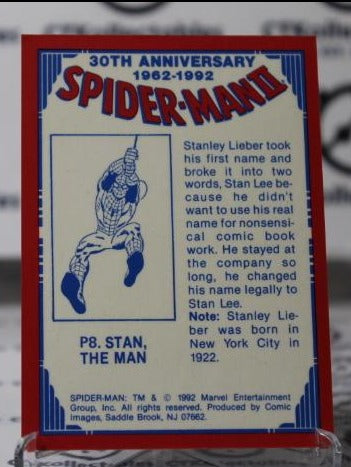 30TH ANNIVERSARY
1962-1992
SPIDER-MAN II
Stanley Lieber took
his first name and
broke it into two
words, Stan Lee be-
cause he didn't
want to use his real
name for nonsensi-
cal comic book
work. He stayed at
the company so
long, he changed
his name legally to
Stan Lee.
Note: Stanley Lie-
ber was born in
New York City in
1922.
P8. STAN,
THE MAN
SPIDER-MAN: TM & © 1992 Marvel Entertainment
Group, Inc. All rights reserved. Produced by Comic
images, Saddle Brook, NJ 07662.